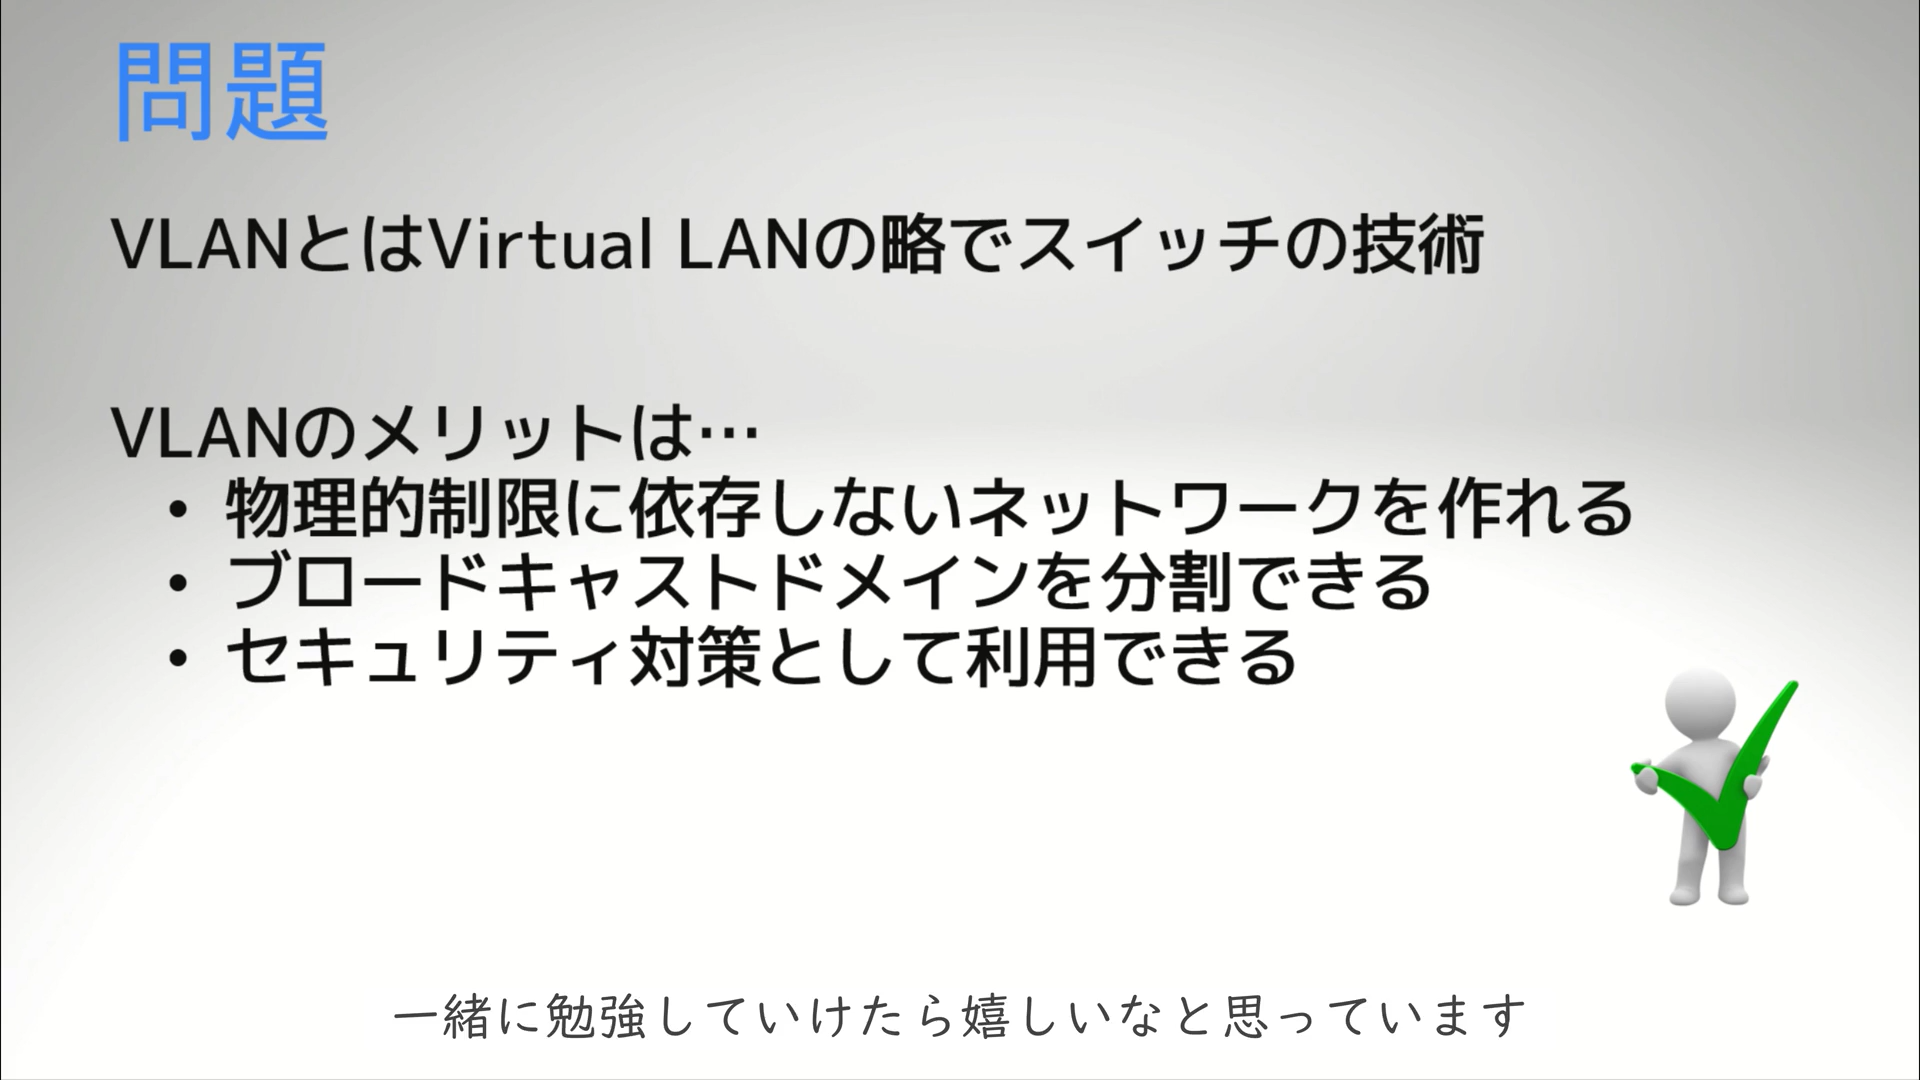 問題
VLANとはVirtual LANの略でスイッチの技術
VLANのメリットは…
• 物理的制限に依存しないネットワークを作れる
• ブロードキャストドメインを分割できる
• セキュリティ対策として利用できる
一緒に勉強していけたら嬉しいなと思っています